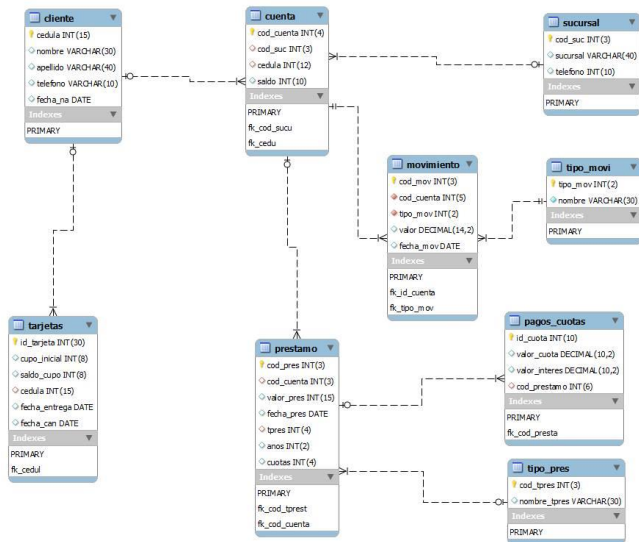 cliente
cedula INT(15)
nombre VARCHAR(30)
apellido VARCHAR(40)
telefono VARCHAR(10)
fecha_na DATE
Indexes
PRIMARY
cuenta
cod_cuenta INT(4)
cod_suc INT(3)
cedula INT(12)
saldo INT(10)
Indexes
PRIMARY
fk_cod_sucu
fk_cedu
sucursal
cod_suc INT(3)
sucursal VARCHAR(40)
telefono INT(10)
Indexes
PRIMARY
movimiento
cod_mov INT(3)
cod_cuenta INT(5)
tipo_mov INT(2)
valor DECIMAL(14,2)
fecha_mov DATE
Indexes
PRIMARY
fk_id_cuenta
fk_tipo_mov
tipo_movi
tipo_mov INT(2)
nombre VARCHAR(30)
Indexes
PRIMARY
tarjetas
id_tarjeta INT(30)
cupo_inicial INT(8)
saldo_cupo INT(8)
cedula INT(15)
fecha_entrega DATE
fecha_can DATE
Indexes
PRIMARY
fk_cedul
prestamo
cod_pres INT(3)
cod_cuenta INT(3)
valor_pres INT(15)
fecha_pres DATE
tpres INT(4)
anos INT(2)
cuotas INT(4)
Indexes
PRIMARY
fk_cod_tprest
fk_cod_cuenta
pagos_cuotas
id_cuota INT(10)
valor_cuota DECIMAL(10,2)
valor_interes DECIMAL(10,2)
cod_prestamo INT(6)
Indexes
PRIMARY
fk_cod_presta
tipo_pres
cod_tpres INT(3)
nombre_tpres VARCHAR(30)
Indexes
PRIMARY